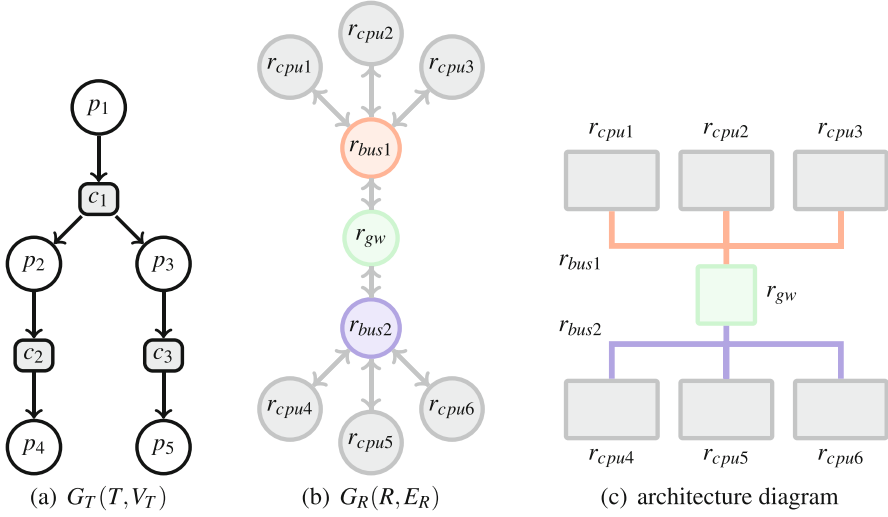 p1
c1
p2
p3
c2
c3
p4
p5
(a) GT(T,VT)
rcpu2
rcpu1
rcpu3
rbus1
rgw
rbus2
rcpu4
rcpu6
rcpu5
(b) GR(R,ER)
rcpu1
rcpu2
rcpu3
rbus1
rgw
rbus2
rcpu4
rcpu5
rcpu6
(c) architecture diagram